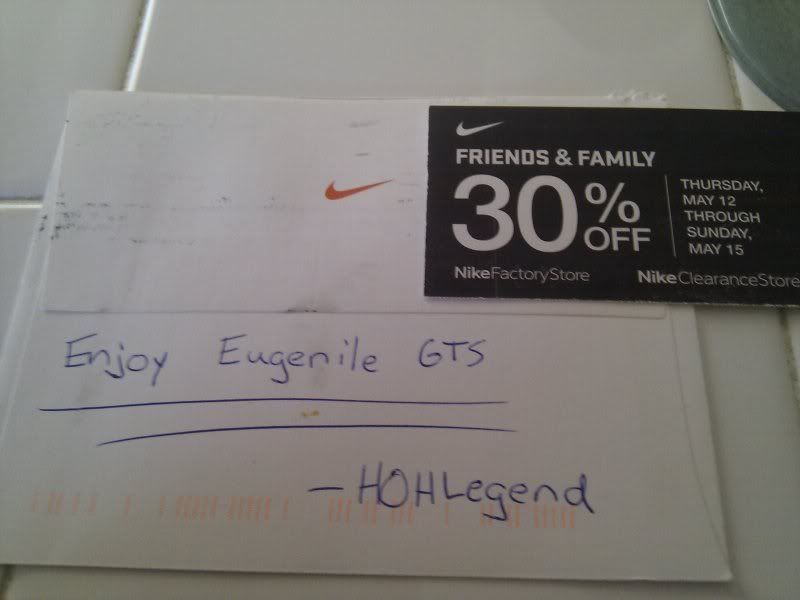 FRIENDS & FAMILY
30% OFF
THURSDAY,
MAY 12
THROUGH
SUNDAY,
MAY 15
NikeFactoryStore
NikeClearanceStore
Enjoy Eugenile GTS
- HOHLegend